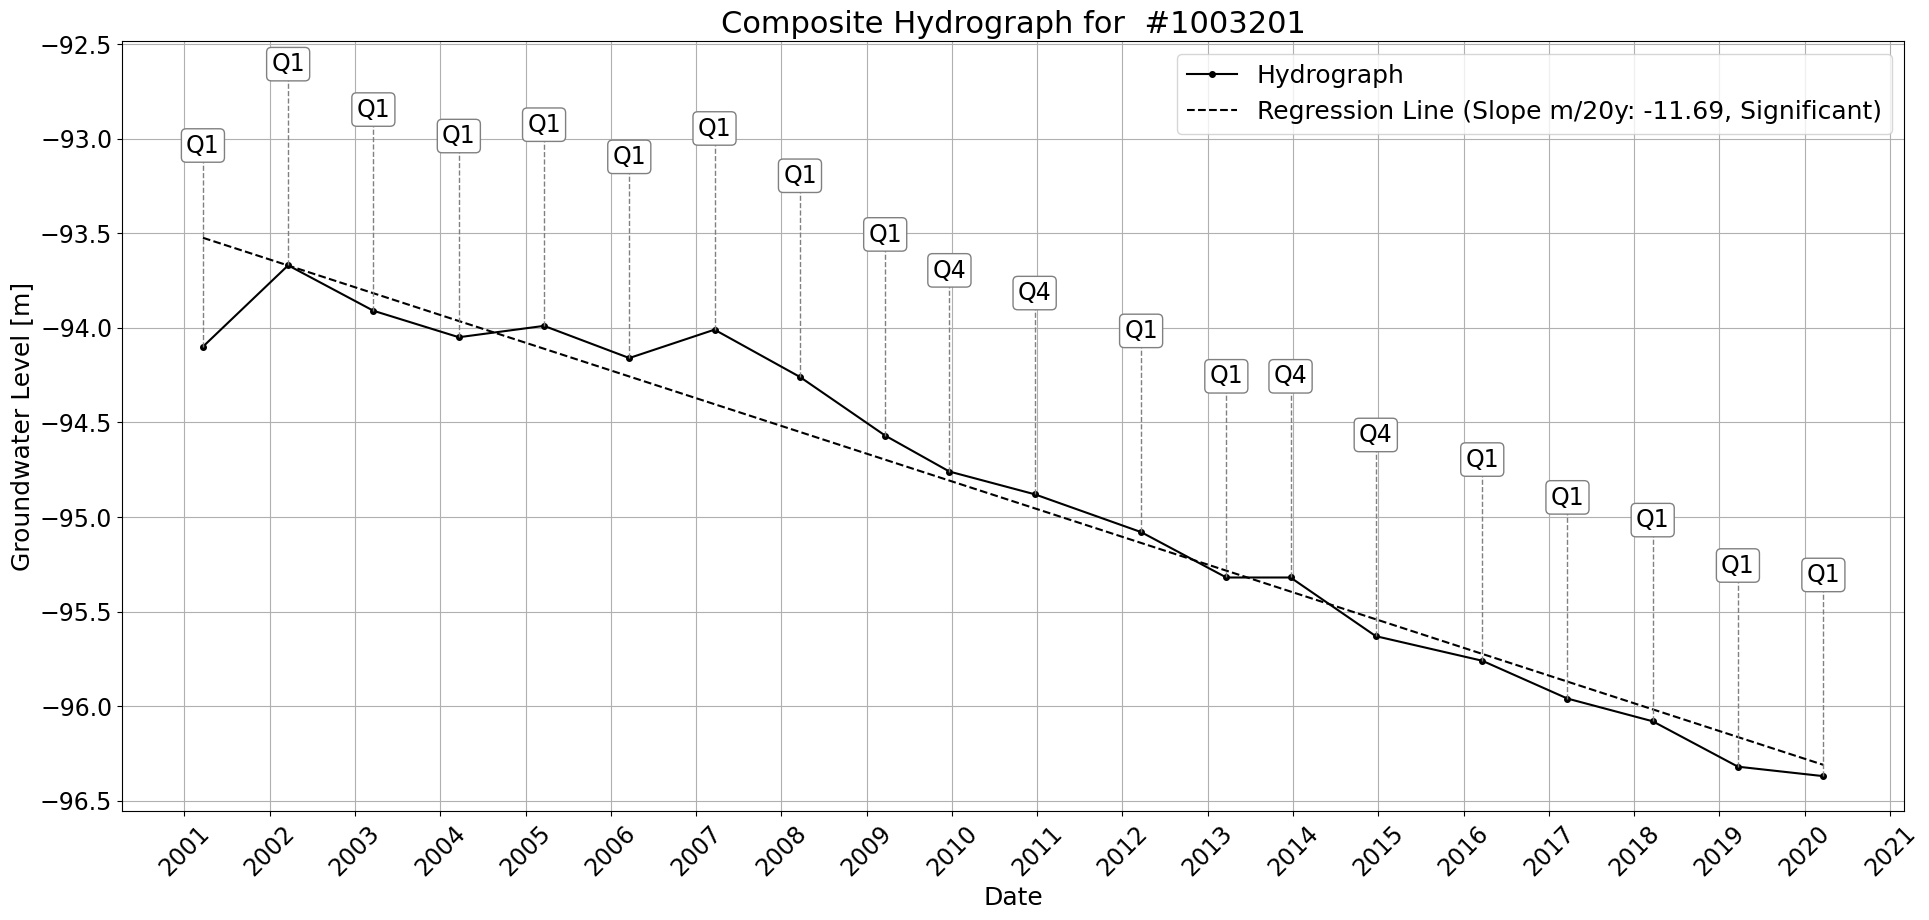 Composite Hydrograph for  #1003201
Hydrograph
Regression Line (Slope m/20y: -11.69, Significant)
Groundwater Level [m]
−92.5
−93.0
−93.5
−94.0
−94.5
−95.0
−95.5
−96.0
−96.5
Q1
Q1
Q1
Q1
Q1
Q1
Q1
Q1
Q1
Q4
Q4
Q1
Q1
Q4
Q4
Q1
Q1
Q1
Q1
Q1
2001
2002
2003
2004
2005
2006
2007
2008
2009
2010
2011
2012
2013
2014
2015
2016
2017
2018
2019
2020
2021
Date